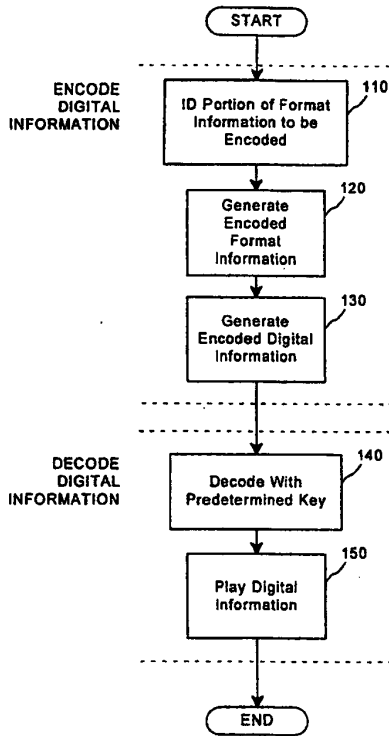 START
ENCODE
DIGITAL
INFORMATION
ID Portion of Format
Information to be
Encoded
110
Generate
Encoded
Format
Information
120
Generate
Encoded Digital
Information
130
DECODE
DIGITAL
INFORMATION
Decode With
Predetermined Key
140
Play Digital
Information
150
END